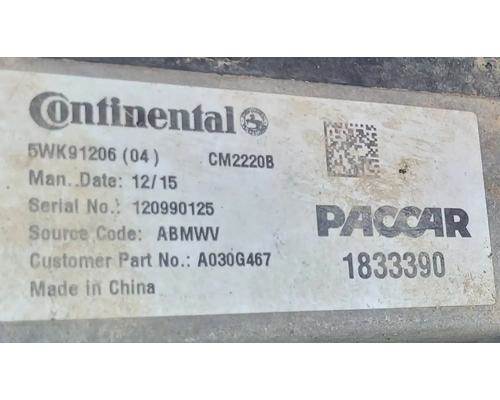 Continental
5WK91206 (04) CM2220B
Man. Date: 12/15
Serial No.: 120990125
Source Code: ABMWV
Customer Part No.: A030G467
Made in China
PACCAR
1833390